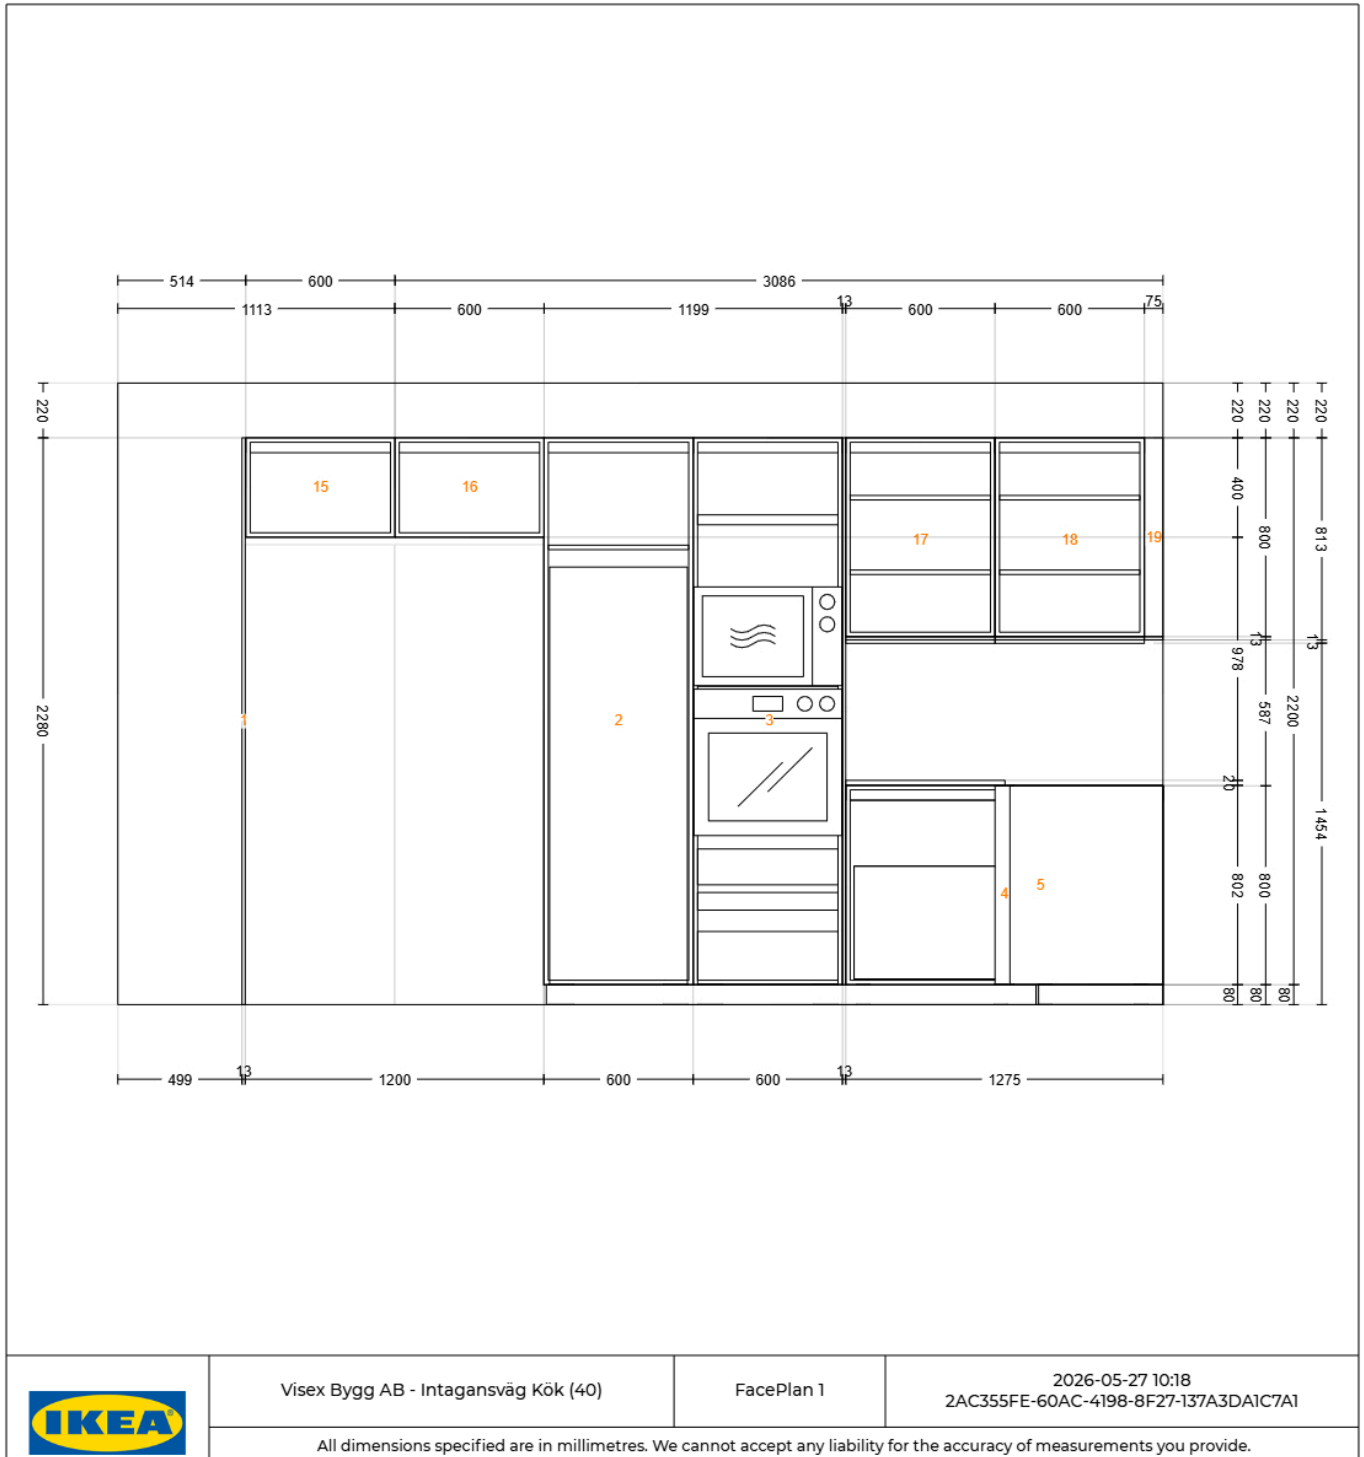 514 600 3086
1113 600 1199 13 600 600 75
220 220 220 220 220
15 16 400
17 18 19 800 813
13 13
978
2280 1 2 3 587 2200
20
1454
4 5 802 800
80 80 80
499 13 1200 600 600 13 1275
IKEA
Visex Bygg AB - Intagansväg Kök (40)
FacePlan 1
2026-05-27 10:18
2AC355FE-60AC-4198-8F27-137A3DA1C7A1
All dimensions specified are in millimetres. We cannot accept any liability for the accuracy of measurements you provide.